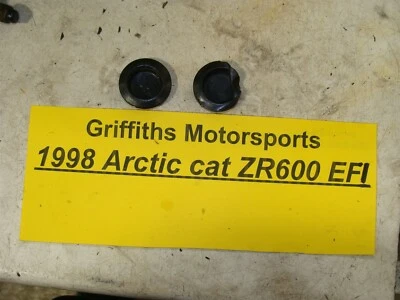 Griffiths Motorsports
1998 Arctic cat ZR600 EFI